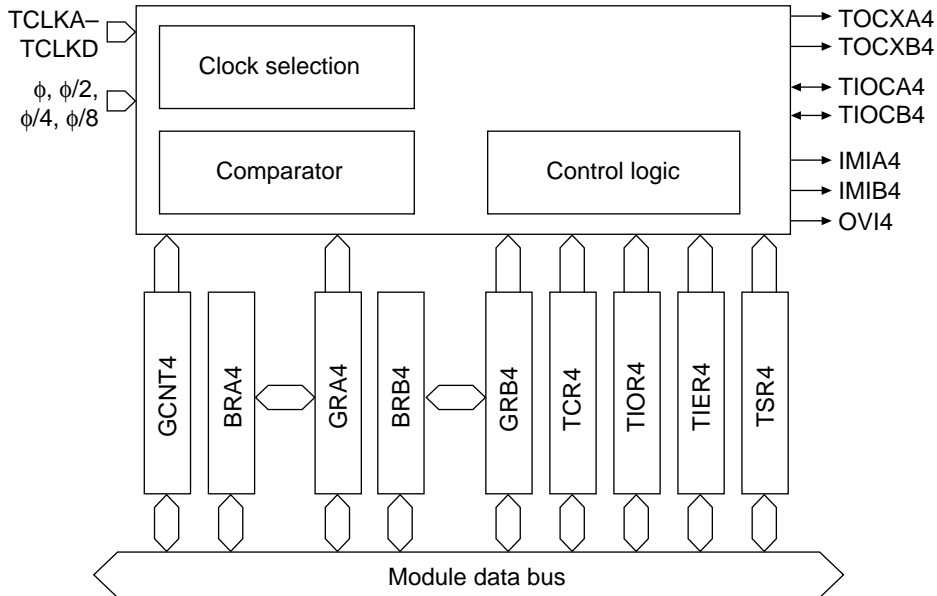 TCLKA–
TCLKD
ϕ, ϕ/2,
ϕ/4, ϕ/8
Clock selection
Comparator
Control logic
TOCXA4
TOCXB4
TIOCA4
TIOCB4
IMIA4
IMIB4
OVI4
GCNT4
BRA4
GRA4
BRB4
GRB4
TCR4
TIOR4
TIER4
TSR4
Module data bus